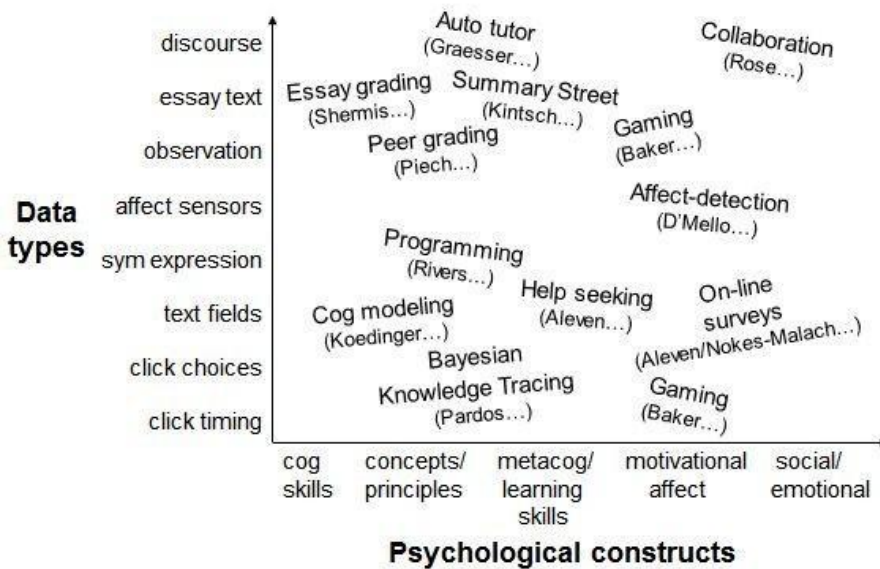 discourse
essay text
observation
affect sensors
sym expression
text fields
click choices
click timing
Data
types
Auto tutor
(Graesser…)
Collaboration
(Rose…)
Essay grading
(Shermis…)
Summary Street
(Kintsch…)
Gaming
(Baker…)
Peer grading
(Piech…)
Affect-detection
(D'Mello…)
Programming
(Rivers…)
Help seeking
(Aleven…)
On-line
surveys
(Aleven/Nokes-Malach…)
Cog modeling
(Koedinger…)
Bayesian
Knowledge Tracing
(Pardos…)
Gaming
(Baker…)
cog
skills
concepts/
principles
metacog/
learning
skills
motivational
affect
social/
emotional
Psychological constructs